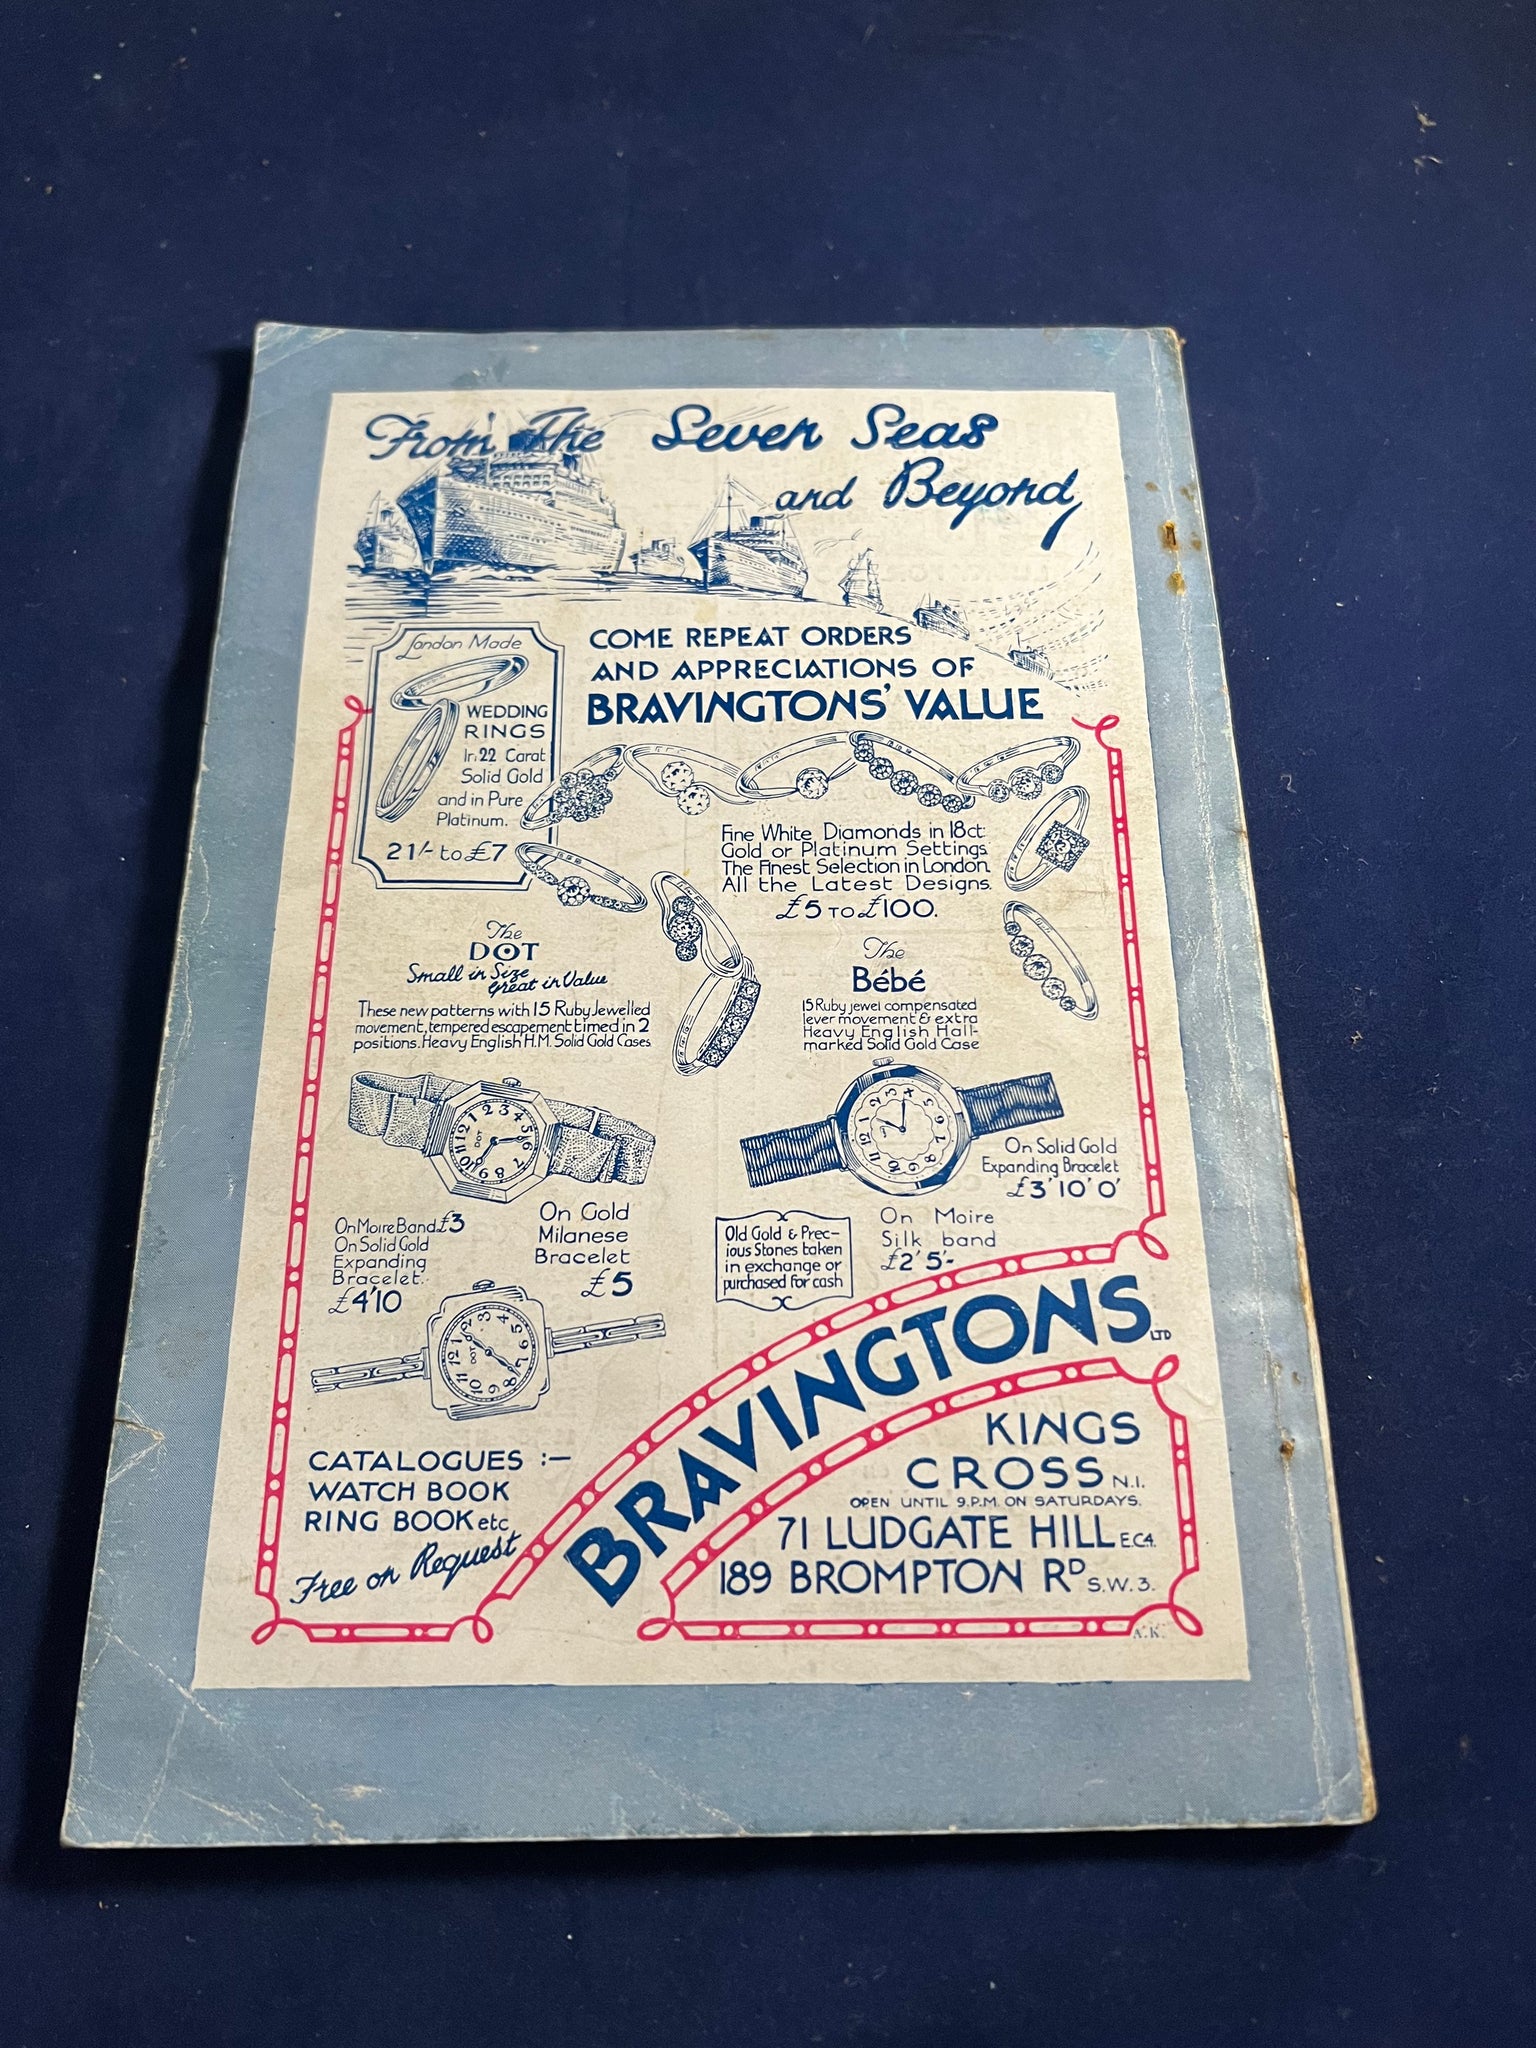 From The Seven Seas
and Beyond
COME REPEAT ORDERS
AND APPRECIATIONS OF
BRAVINGTONS' VALUE
London Made
WEDDING
RINGS
In 22 Carat
Solid Gold
and in Pure
Platinum.
21/- to £7
Fine White Diamonds in 18ct.
Gold or Platinum Settings
The Finest Selection in London
All the Latest Designs.
£5 TO £100.
The
DOT
Small in Size
Great in Value
These new patterns with 15 Ruby Jewelled
movement, tempered escapement timed in 2
positions. Heavy English H.M. Solid Gold Cases
The
Bébé
15 Ruby jewel compensated
lever movement & extra
Heavy English Hall-
marked Solid Gold Case
DOT
On Solid Gold
Expanding Bracelet
£3'10'0'
On Moire Band £3
On Solid Gold
Expanding
Bracelet.
£4'10
On Gold
Milanese
Bracelet
£5
Old Gold & Prec-
ious Stones taken
in exchange or
purchased for cash
On Moire
Silk band
£2'5'-
DOT
CATALOGUES :-
WATCH BOOK
RING BOOK etc
Free on Request
BRAVINGTONS LTD
KINGS
CROSS N.1.
OPEN UNTIL 9.P.M. ON SATURDAYS.
71 LUDGATE HILL E.C4.
189 BROMPTON RD S.W.3.
A.K.